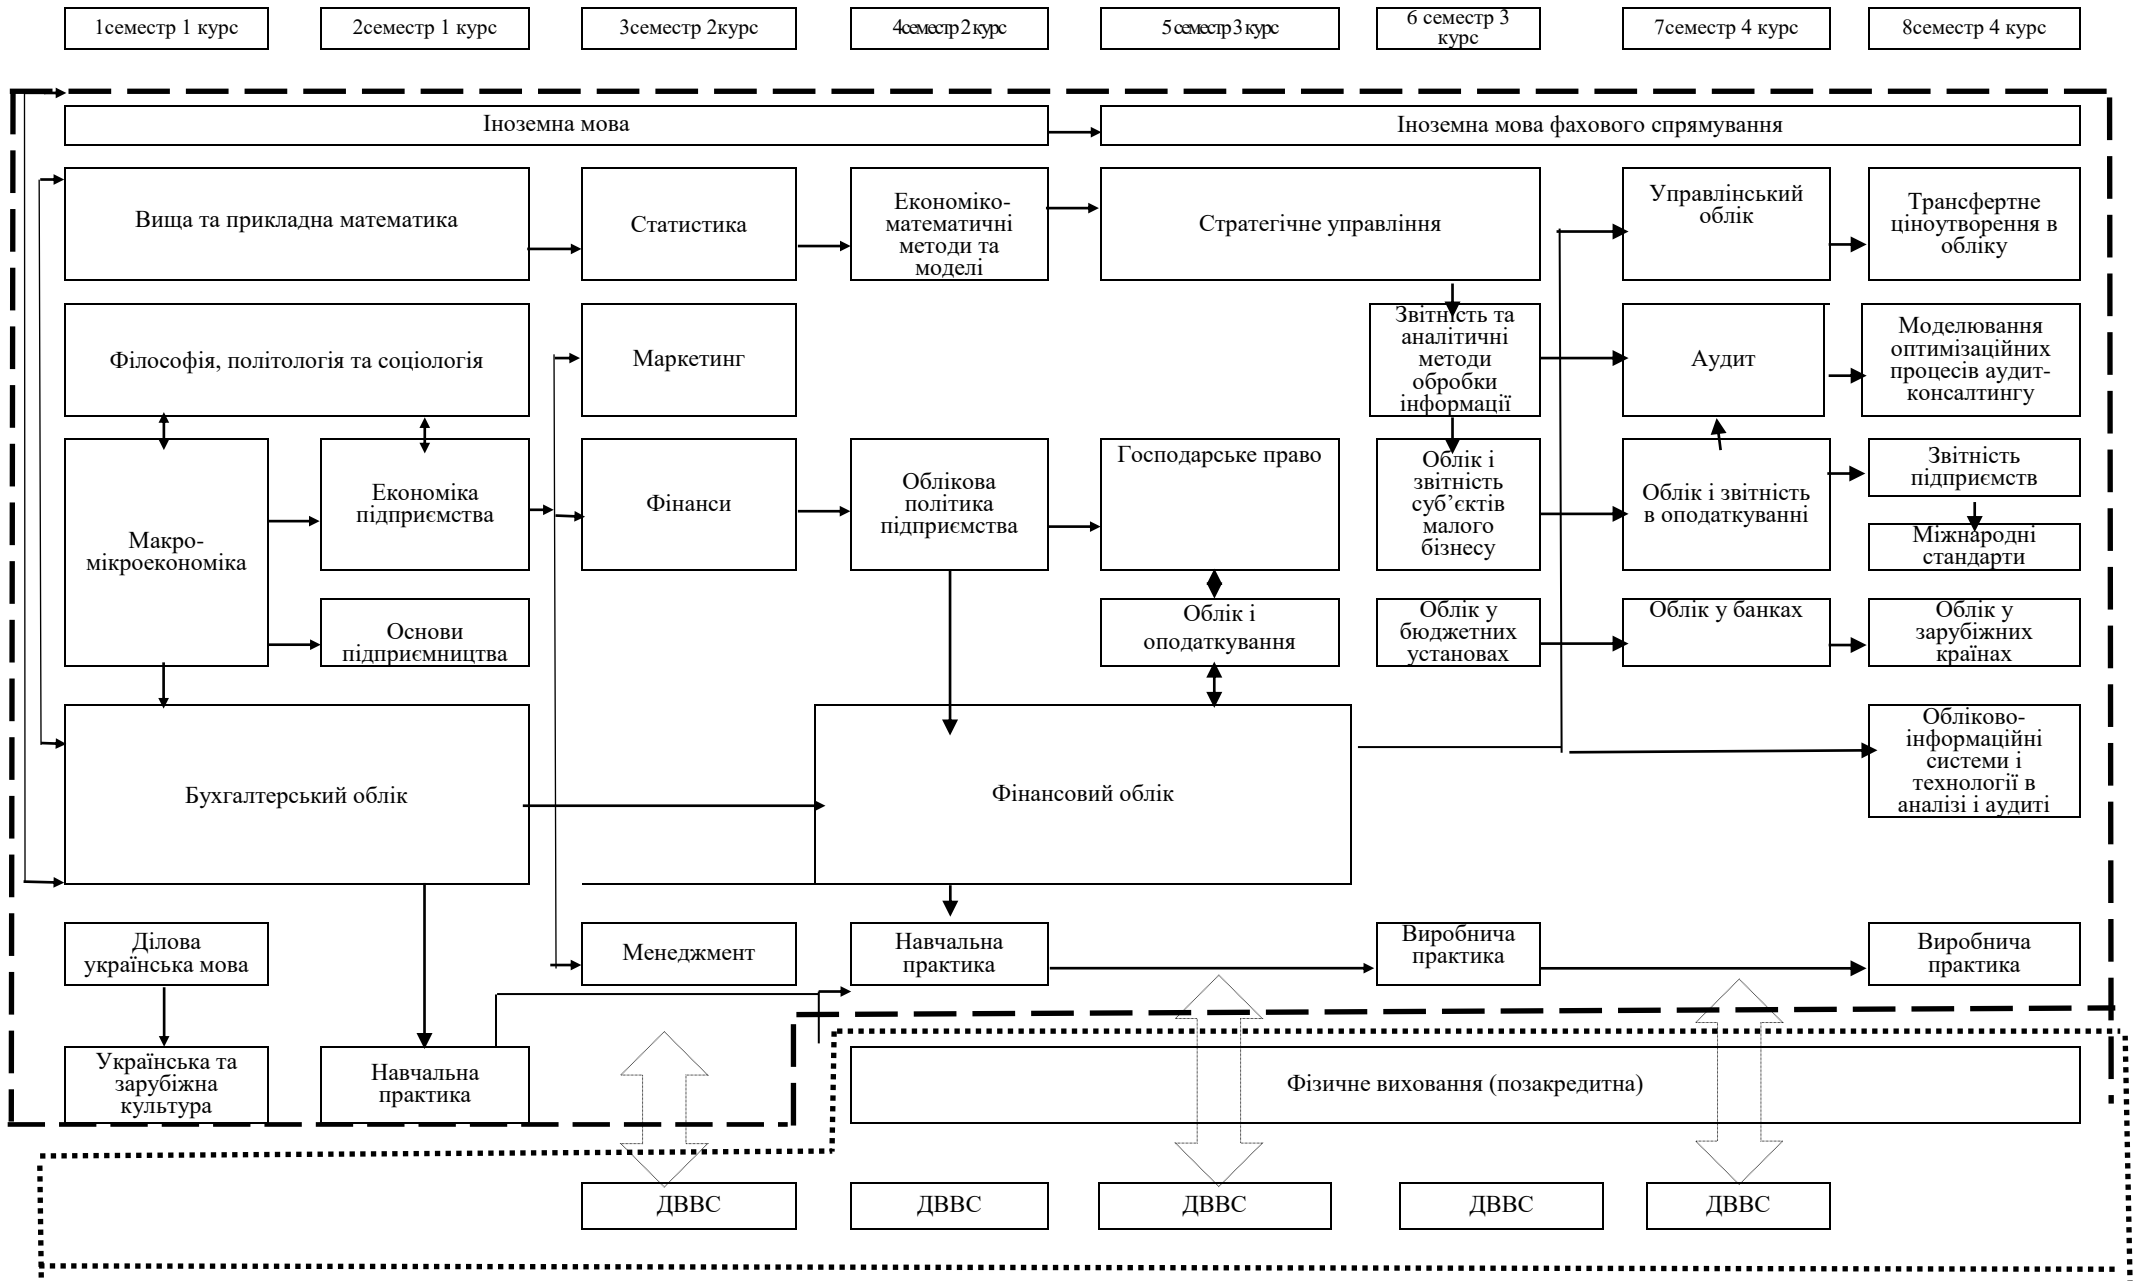 1семестр 1 курс
2семестр 1 курс
3семестр 2курс
4семестр 2 курс
5 семестр 3 курс
6 семестр 3
курс
7семестр 4 курс
8семестр 4 курс
Іноземна мова
Іноземна мова фахового спрямування
Вища та прикладна математика
Статистика
Економіко-
математичні
методи та
моделі
Стратегічне управління
Управлінський
облік
Трансфертне
ціноутворення в
обліку
Філософія, політологія та соціологія
Маркетинг
Звітність та
аналітичні
методи
обробки
інформації
Аудит
Моделювання
оптимізаційних
процесів аудит-
консалтингу
Макро-
мікроекономіка
Економіка
підприємства
Фінанси
Облікова
політика
підприємства
Господарське право
Облік і
звітність
суб’єктів
малого
бізнесу
Облік і звітність
в оподаткуванні
Звітність
підприємств
Міжнародні
стандарти
Основи
підприємництва
Облік і
оподаткування
Облік у
бюджетних
установах
Облік у банках
Облік у
зарубіжних
країнах
Бухгалтерський облік
Фінансовий облік
Обліково-
інформаційні
системи і
технології в
аналізі і аудиті
Ділова
українська мова
Менеджмент
Навчальна
практика
Виробнича
практика
Виробнича
практика
Українська та
зарубіжна
культура
Навчальна
практика
Фізичне виховання (позакредитна)
ДВВС
ДВВС
ДВВС
ДВВС
ДВВС